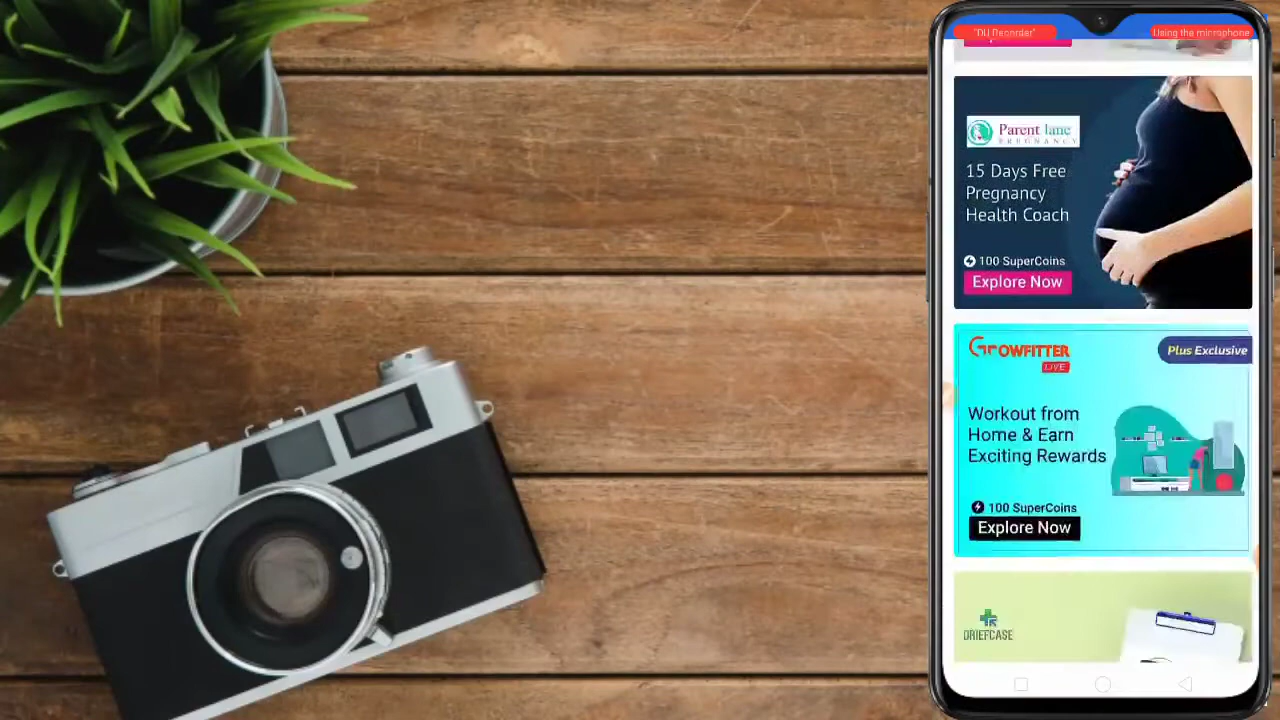 "DU Recorder"
Using the microphone
Parent lane
PREGNANCY
15 Days Free
Pregnancy
Health Coach
100 SuperCoins
Explore Now
GROWFITTER
LIVE
Plus Exclusive
Workout from
Home & Earn
Exciting Rewards
100 SuperCoins
Explore Now
DRIEFCASE